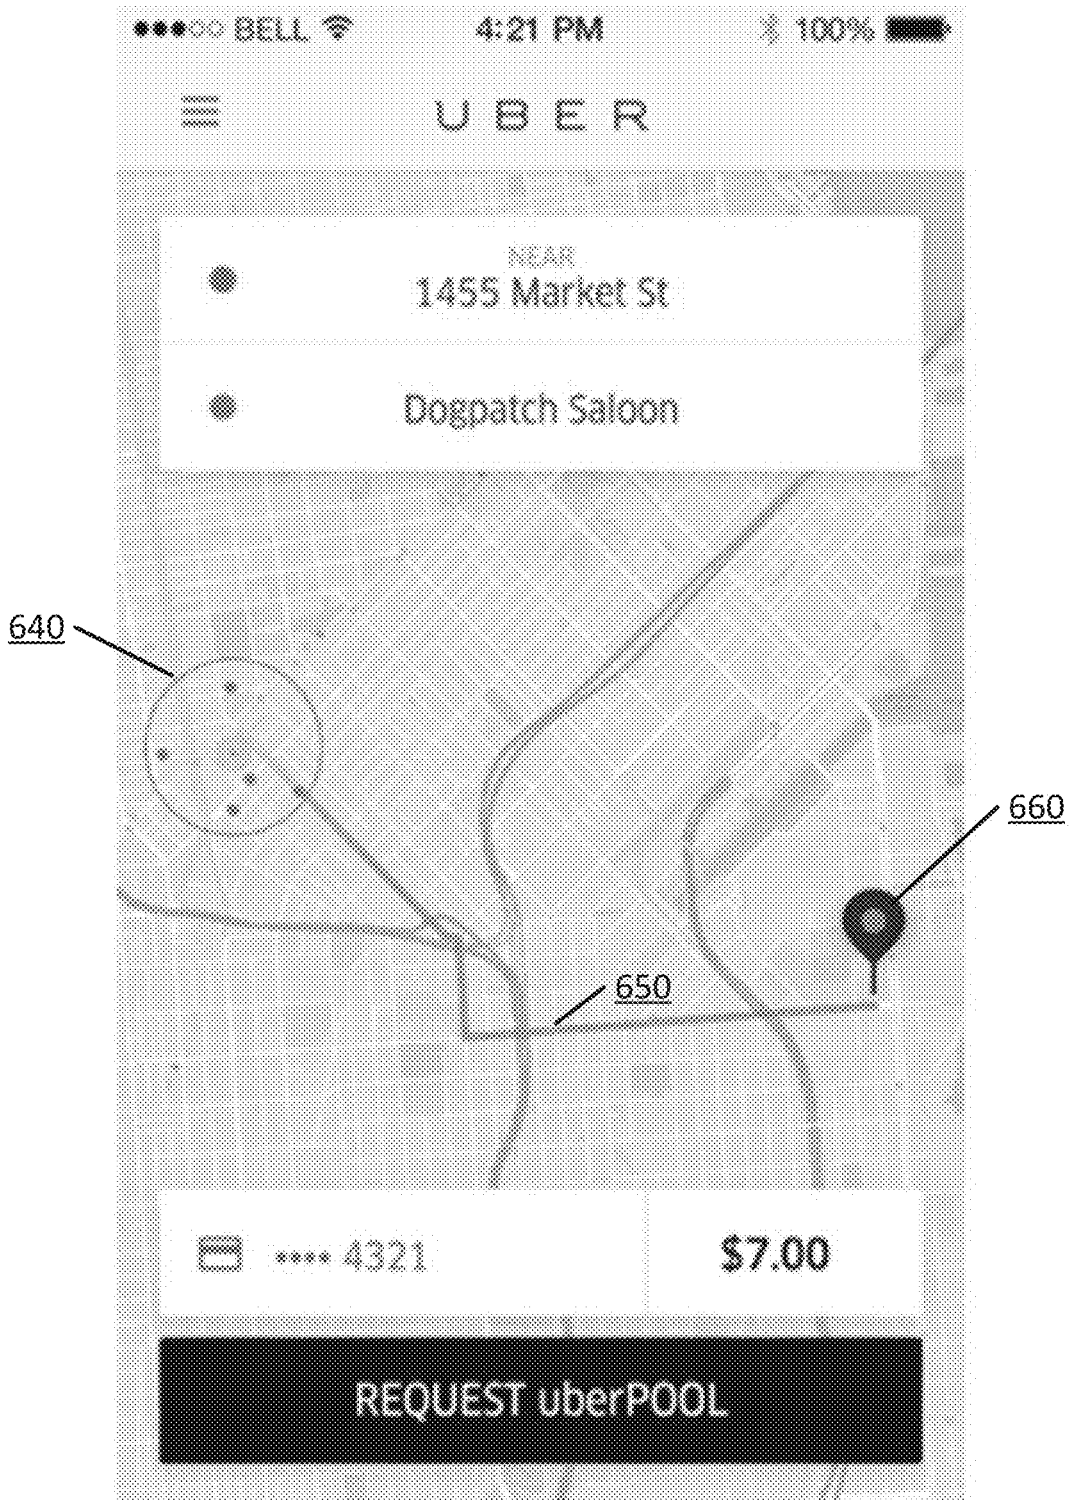 BELL 4:21 PM 100%
UBER
NEAR
1455 Market St
Dogpatch Saloon
640
660
650
•••• 4321 $7.00
REQUEST uberPOOL